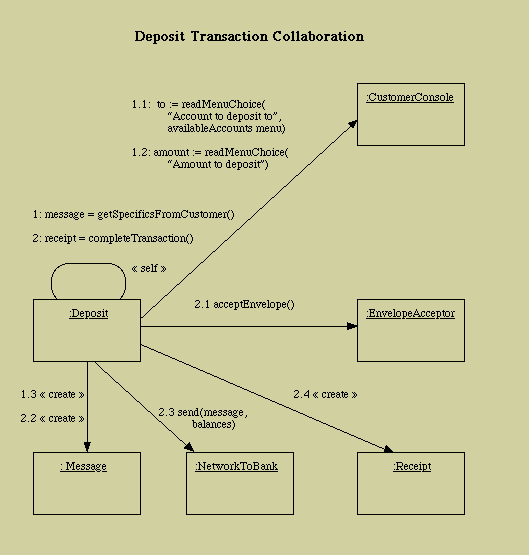 Deposit Transaction Collaboration
:CustomerConsole
1.1: to := readMenuChoice(
“Account to deposit to”,
availableAccounts menu)
1.2: amount := readMenuChoice(
“Amount to deposit”)
1: message = getSpecificsFromCustomer()
2: receipt = completeTransaction()
« self »
:Deposit
2.1 acceptEnvelope()
:EnvelopeAcceptor
1.3 « create »
2.2 « create »
2.3 send(message,
balances)
2.4 « create »
: Message
:NetworkToBank
:Receipt